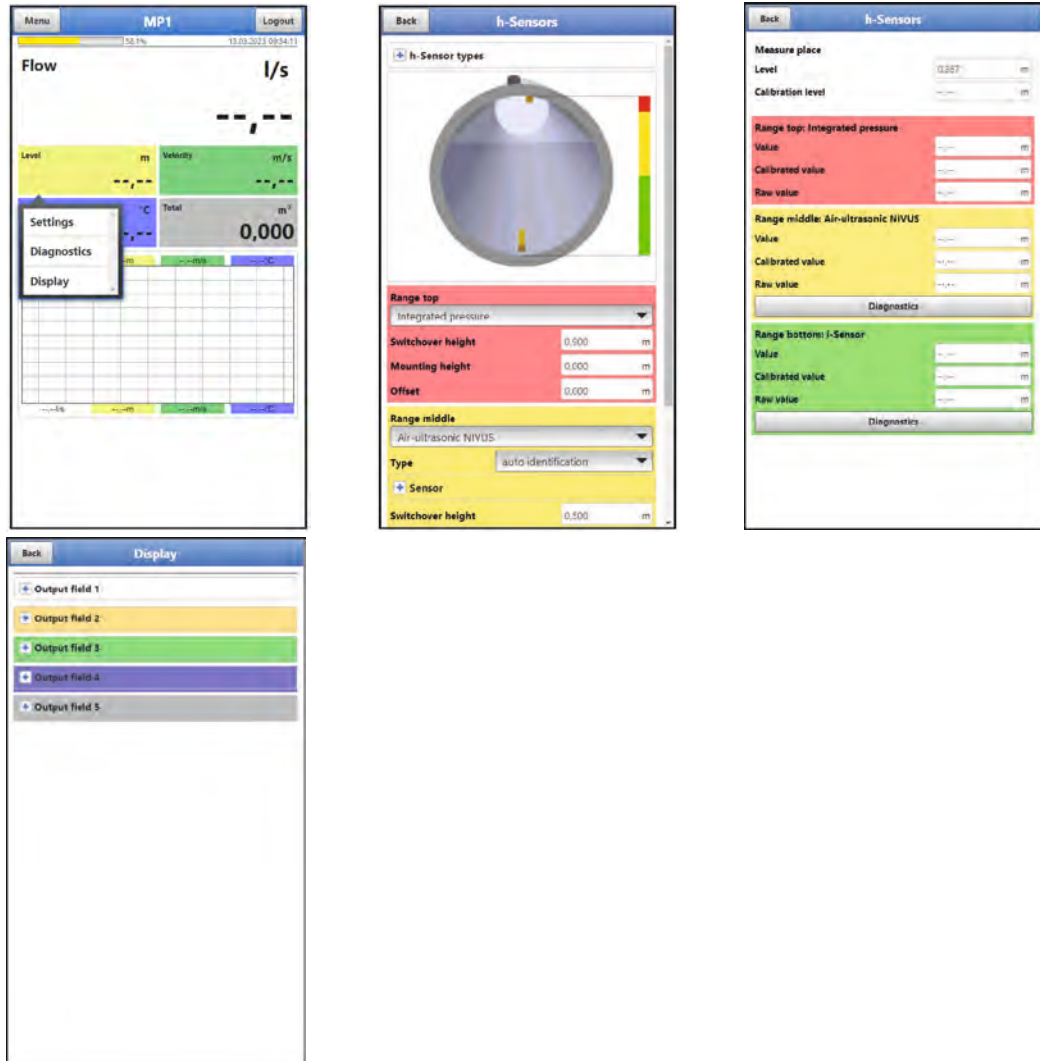 Menu MP1 Logout
58.1% 13.03.2023 09:54:11
Flow l/s
--,--
Level m Velocity m/s
--,-- --,--
°C Total m³
-,-- 0,000
Settings
Diagnostics
Display
-m --,--m/s --,--°C
--,--l/s --,--m --,--m/s --,--°C
Back h-Sensors
+ h-Sensor types
Range top
Integrated pressure
Switchover height 0,900 m
Mounting height 0,000 m
Offset 0,000 m
Range middle
Air-ultrasonic NIVUS
Type auto identification
+ Sensor
Switchover height 0,500 m
Back h-Sensors
Measure place
Level 0,387 m
Calibration level --,-- m
Range top: Integrated pressure
Value --,-- m
Calibrated value --,-- m
Raw value --,-- m
Range middle: Air-ultrasonic NIVUS
Value --,-- m
Calibrated value --,-- m
Raw value --,-- m
Diagnostics
Range bottom: i-Sensor
Value --,-- m
Calibrated value --,-- m
Raw value --,-- m
Diagnostics
Back Display
+ Output field 1
+ Output field 2
+ Output field 3
+ Output field 4
+ Output field 5